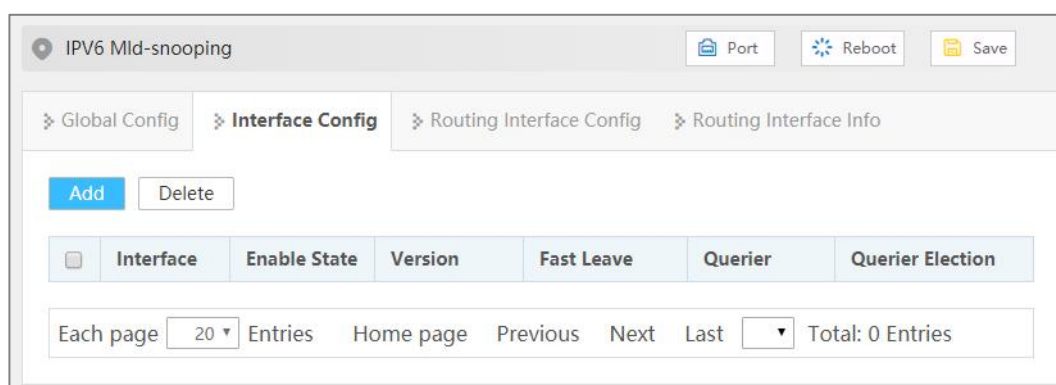 IPV6 Mld-snooping Port Reboot Save
Global Config Interface Config Routing Interface Config Routing Interface Info
Add Delete
Interface Enable State Version Fast Leave Querier Querier Election
Each page 20 Entries Home page Previous Next Last Total: 0 Entries